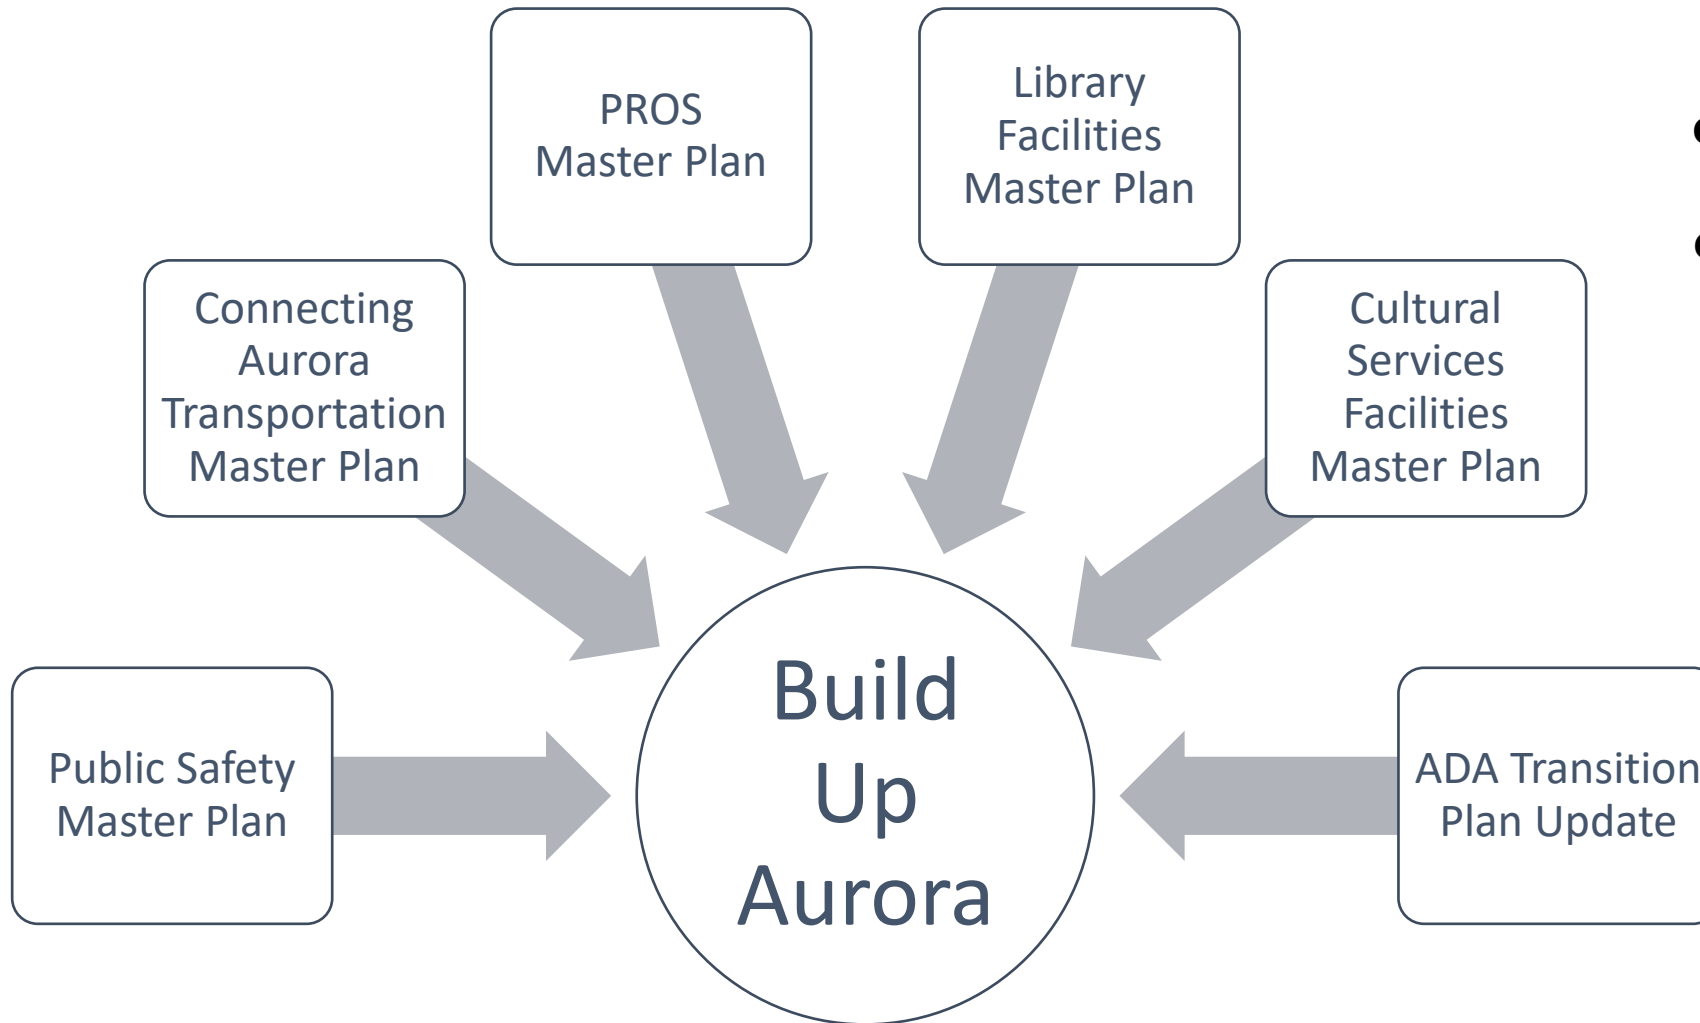 PROS
Master Plan
Library
Facilities
Master Plan
Connecting
Aurora
Transportation
Master Plan
Cultural
Services
Facilities
Master Plan
Public Safety
Master Plan
Build
Up
Aurora
ADA Transition
Plan Update